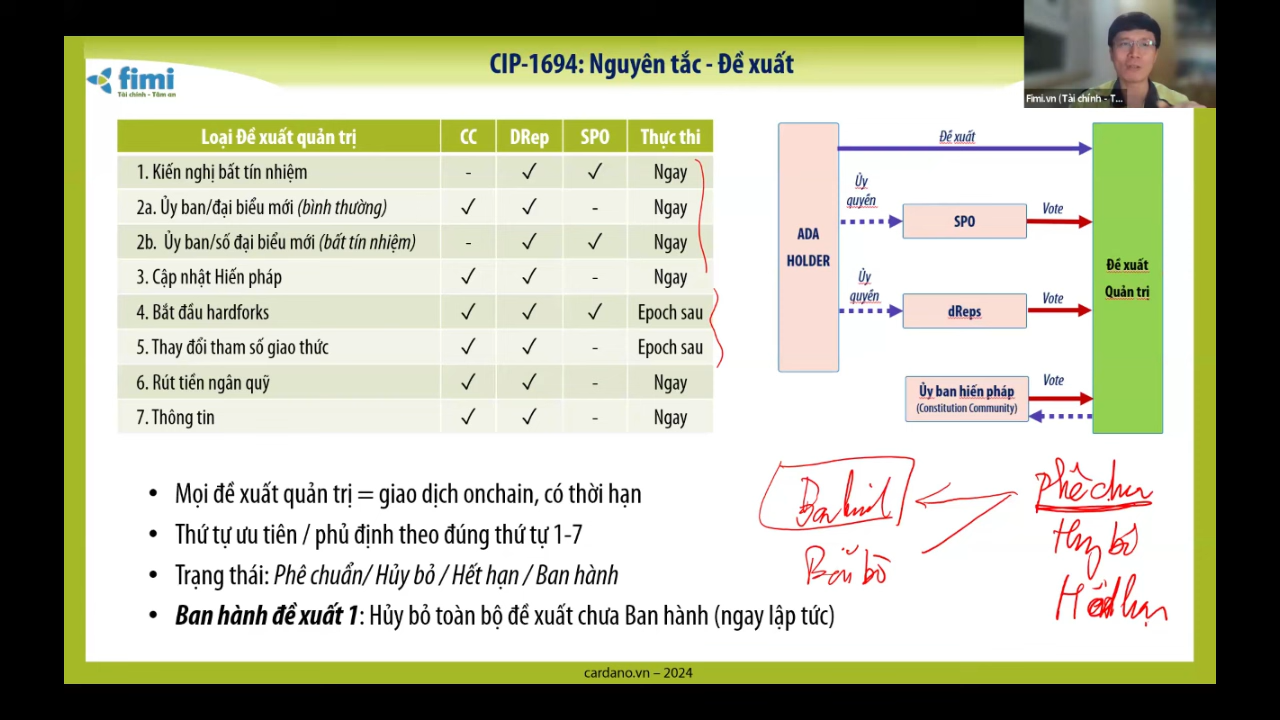 CIP-1694: Nguyên tắc - Đề xuất
fimi
Tài chính - Tâm an
Fimi.vn (Tài chính - T...
Loại Đề xuất quản trị CC DRep SPO Thực thi
1. Kiến nghị bất tín nhiệm - ✓ ✓ Ngay
2a. Ủy ban/đại biểu mới (bình thường) ✓ ✓ - Ngay
2b. Ủy ban/số đại biểu mới (bất tín nhiệm) - ✓ ✓ Ngay
3. Cập nhật Hiến pháp ✓ ✓ - Ngay
4. Bắt đầu hardforks ✓ ✓ ✓ Epoch sau
5. Thay đổi tham số giao thức ✓ ✓ - Epoch sau
6. Rút tiền ngân quỹ ✓ ✓ - Ngay
7. Thông tin ✓ ✓ - Ngay
ADA
HOLDER
Đề xuất
Ủy
quyền
SPO
Vote
Ủy
quyền
dReps
Vote
Ủy ban hiến pháp
(Constitution Community)
Vote
Đề xuất
Quản trị
• Mọi đề xuất quản trị = giao dịch onchain, có thời hạn
• Thứ tự ưu tiên / phủ định theo đúng thứ tự 1-7
• Trạng thái: Phê chuẩn/ Hủy bỏ / Hết hạn / Ban hành
• Ban hành đề xuất 1: Hủy bỏ toàn bộ đề xuất chưa Ban hành (ngay lập tức)
Phê chuẩn
Hủy bỏ
Hết hạn
Ban hành
cardano.vn – 2024